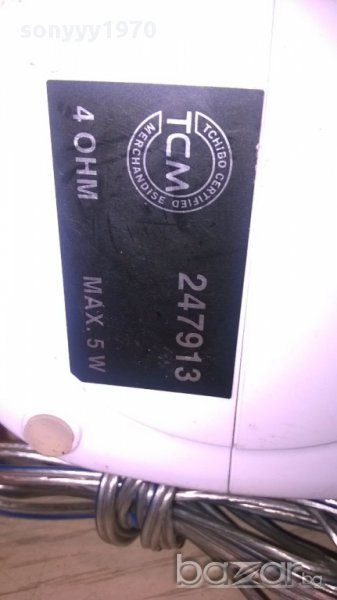 sonyyy1970
TCHIBO CERTIFIED
TCM
MERCHANDISE
247913
4 OHM MAX. 5 W
bazar.bg